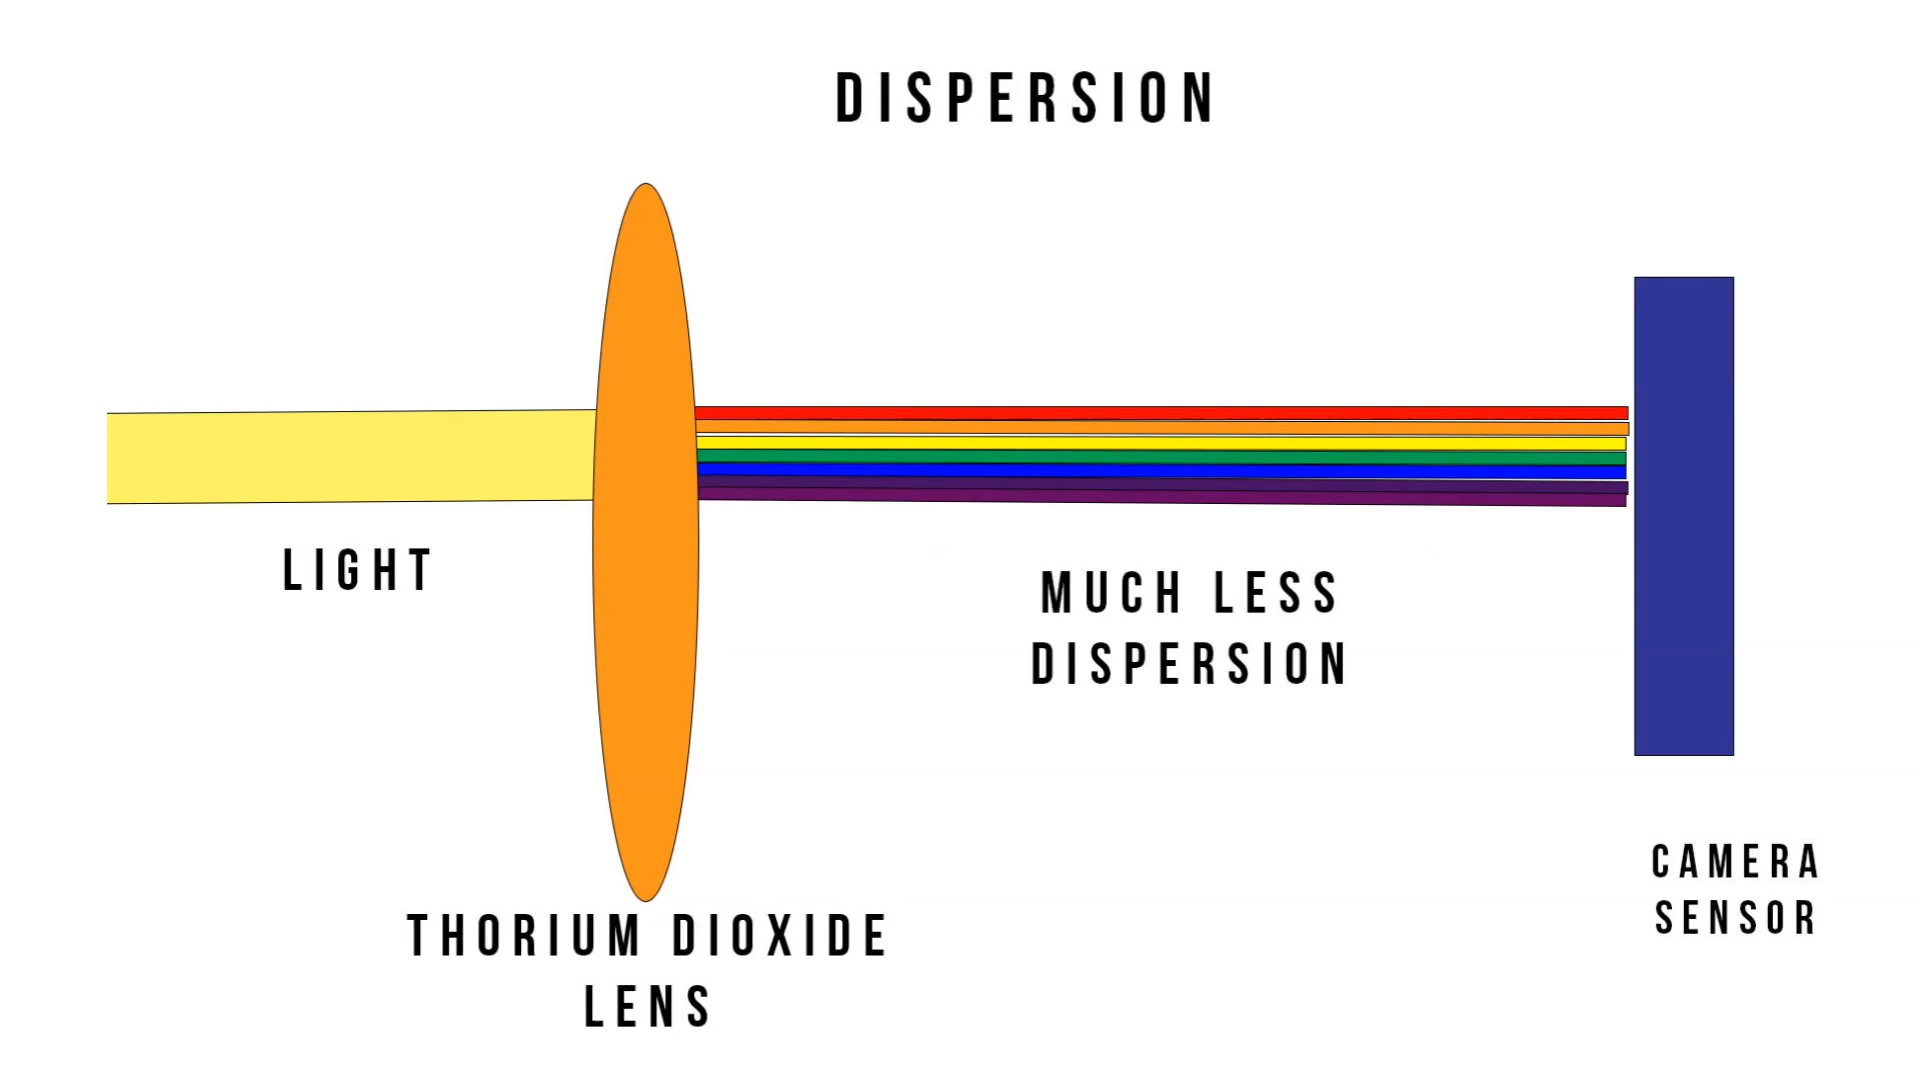 DISPERSION
LIGHT
MUCH LESS
DISPERSION
THORIUM DIOXIDE
LENS
CAMERA
SENSOR